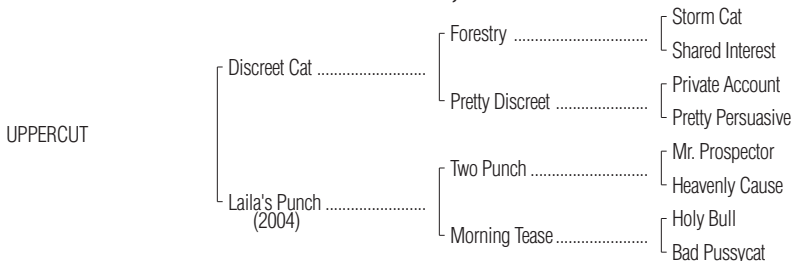 Storm Cat
Forestry ................................
Shared Interest
Discreet Cat ..........................
Private Account
Pretty Discreet ......................
Pretty Persuasive
UPPERCUT
Mr. Prospector
Two Punch ............................
Heavenly Cause
Laila's Punch ........................
(2004)
Holy Bull
Morning Tease ......................
Bad Pussycat